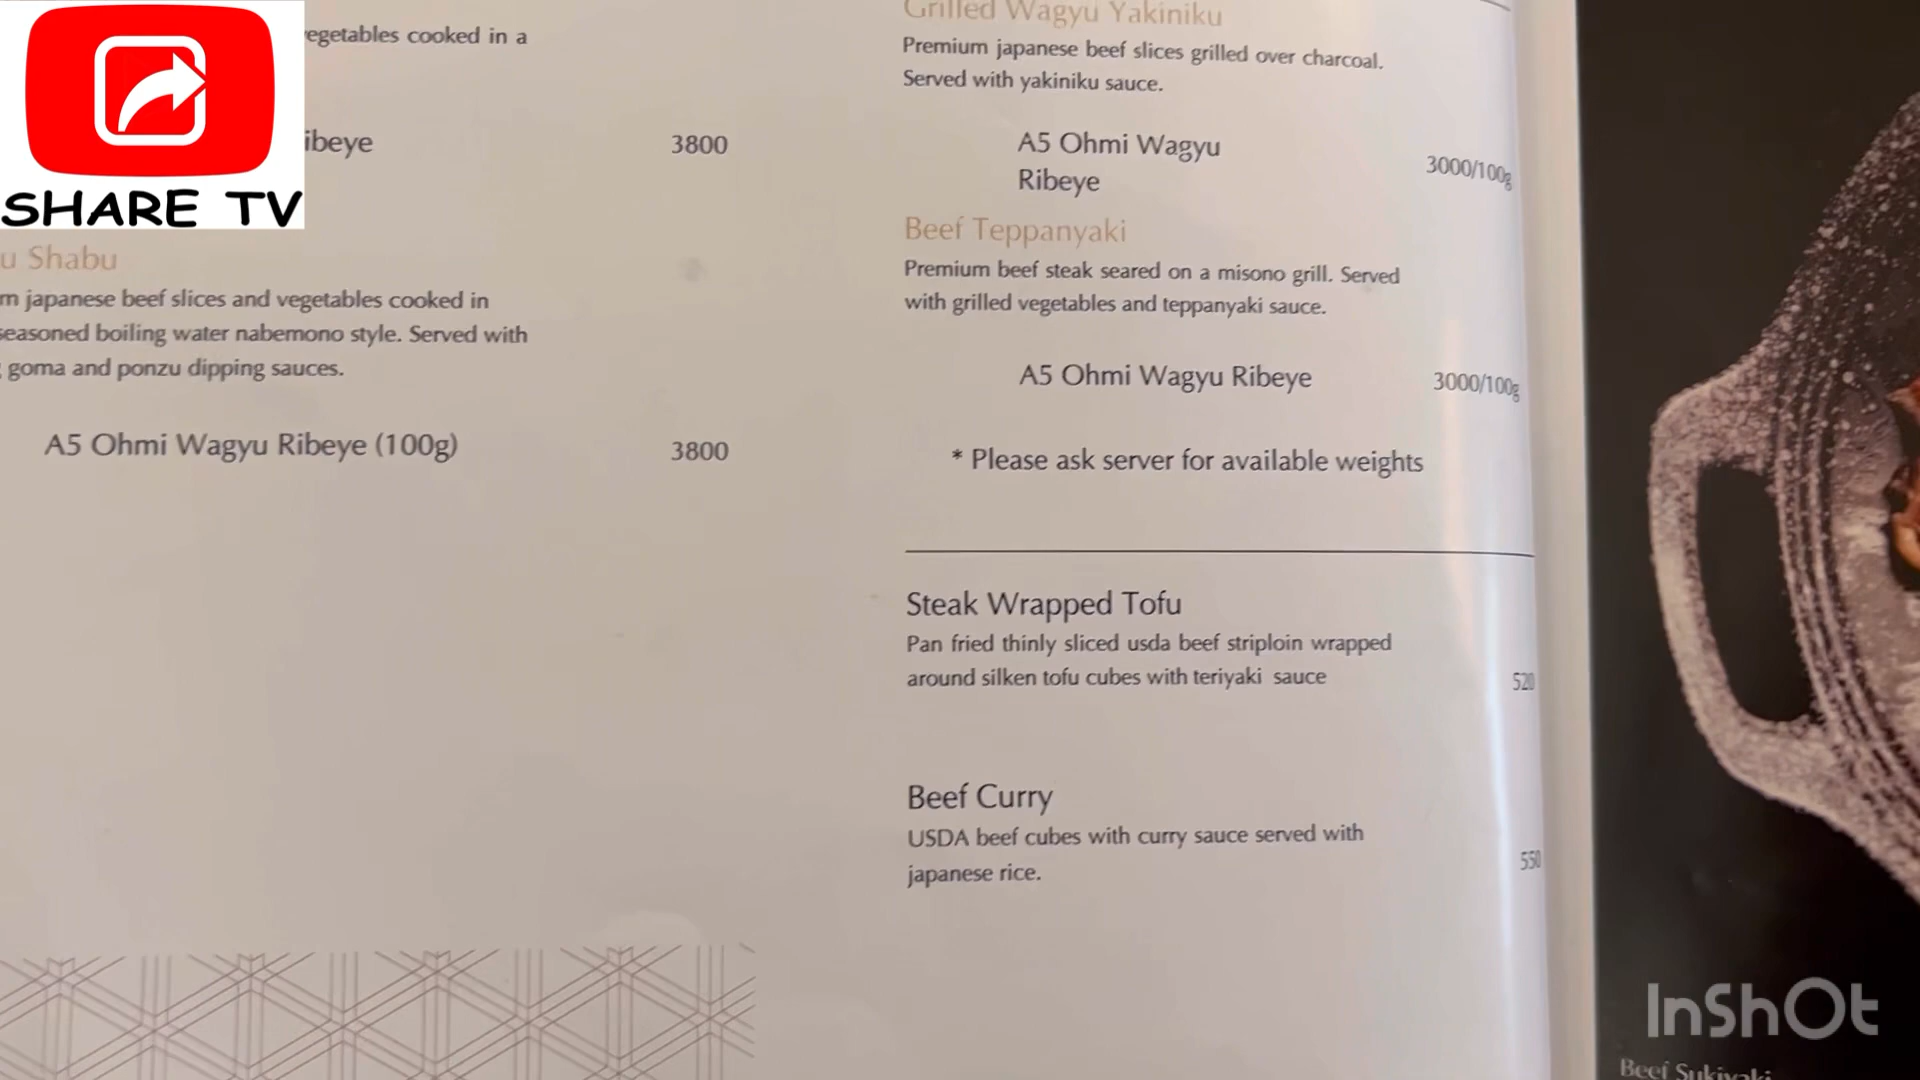 SHARE TV
egetables cooked in a
ibeye 3800
u Shabu
m japanese beef slices and vegetables cooked in
seasoned boiling water nabemono style. Served with
goma and ponzu dipping sauces.
A5 Ohmi Wagyu Ribeye (100g) 3800
Grilled Wagyu Yakiniku
Premium japanese beef slices grilled over charcoal.
Served with yakiniku sauce.
A5 Ohmi Wagyu
Ribeye 3000/100g
Beef Teppanyaki
Premium beef steak seared on a misono grill. Served
with grilled vegetables and teppanyaki sauce.
A5 Ohmi Wagyu Ribeye 3000/100g
* Please ask server for available weights
Steak Wrapped Tofu
Pan fried thinly sliced usda beef striploin wrapped
around silken tofu cubes with teriyaki sauce 520
Beef Curry
USDA beef cubes with curry sauce served with
japanese rice. 550
InShOt
Beef Sukiyaki